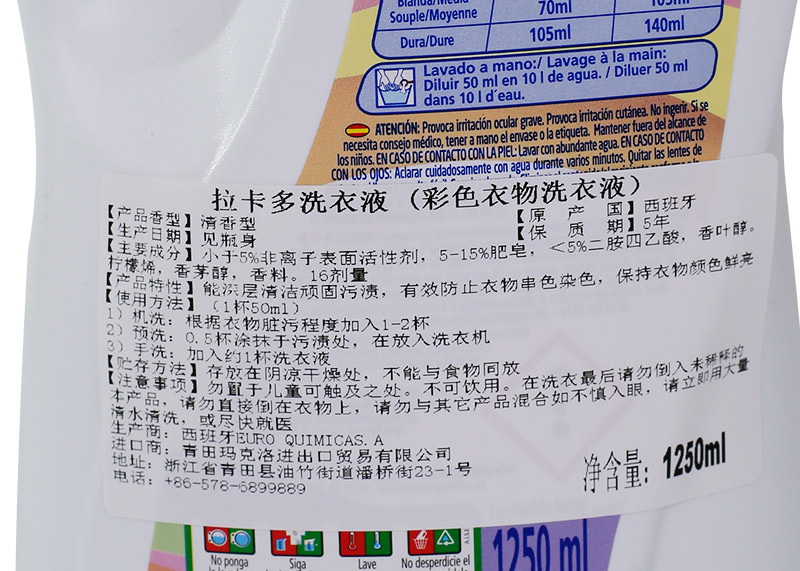 Souple/Moyenne 70ml
Dura/Dure 105ml 140ml
Lavado a mano:/ Lavage à la main:
Diluir 50 ml en 10 l de agua. / Diluer 50 ml
dans 10 l d´eau.
ATENCIÓN: Provoca irritación ocular grave. Provoca irritación cutánea. No ingerir. Si se
necesita consejo médico, tener a mano el envase o la etiqueta. Mantener fuera del alcance de
los niños. EN CASO DE CONTACTO CON LA PIEL: Lavar con abundante agua. EN CASO DE CONTACTO
CON LOS OJOS: Aclarar cuidadosamente con agua durante varios minutos. Quitar las lentes de
拉卡多洗衣液（彩色衣物洗衣液）
【产品香型】清香型 【原 产 国】西班牙
【生产日期】见瓶身 【保 质 期】5年
【主要成分】小于5%非离子表面活性剂，5-15%肥皂，<5%二胺四乙酸，香叶醇。
柠檬烯，香茅醇，香料。16剂量
【产品特性】能深层清洁顽固污渍，有效防止衣物串色染色，保持衣物颜色鲜亮
【使用方法】（1杯50ml）
1）机洗：根据衣物脏污程度加入1-2杯
2）预洗：0.5杯涂抹于污渍处，在放入洗衣机
3）手洗：加入约1杯洗衣液
【贮存方法】存放在阴凉干燥处，不能与食物同放
【注意事项】勿置于儿童可触及之处。不可饮用。在洗衣最后请勿倒入未稀释的
本产品，请勿直接倒在衣物上，请勿与其它产品混合如不慎入眼，请立即用大量
清水清洗，或尽快就医
生产商：西班牙EURO QUIMICAS.A
进口商：青田玛克洛进出口贸易有限公司
地址：浙江省青田县油竹街道潘桥街23-1号
电话：+86-578-6899889
净含量：1250ml
No ponga Siga Lave No desperdicie el
1250 ml